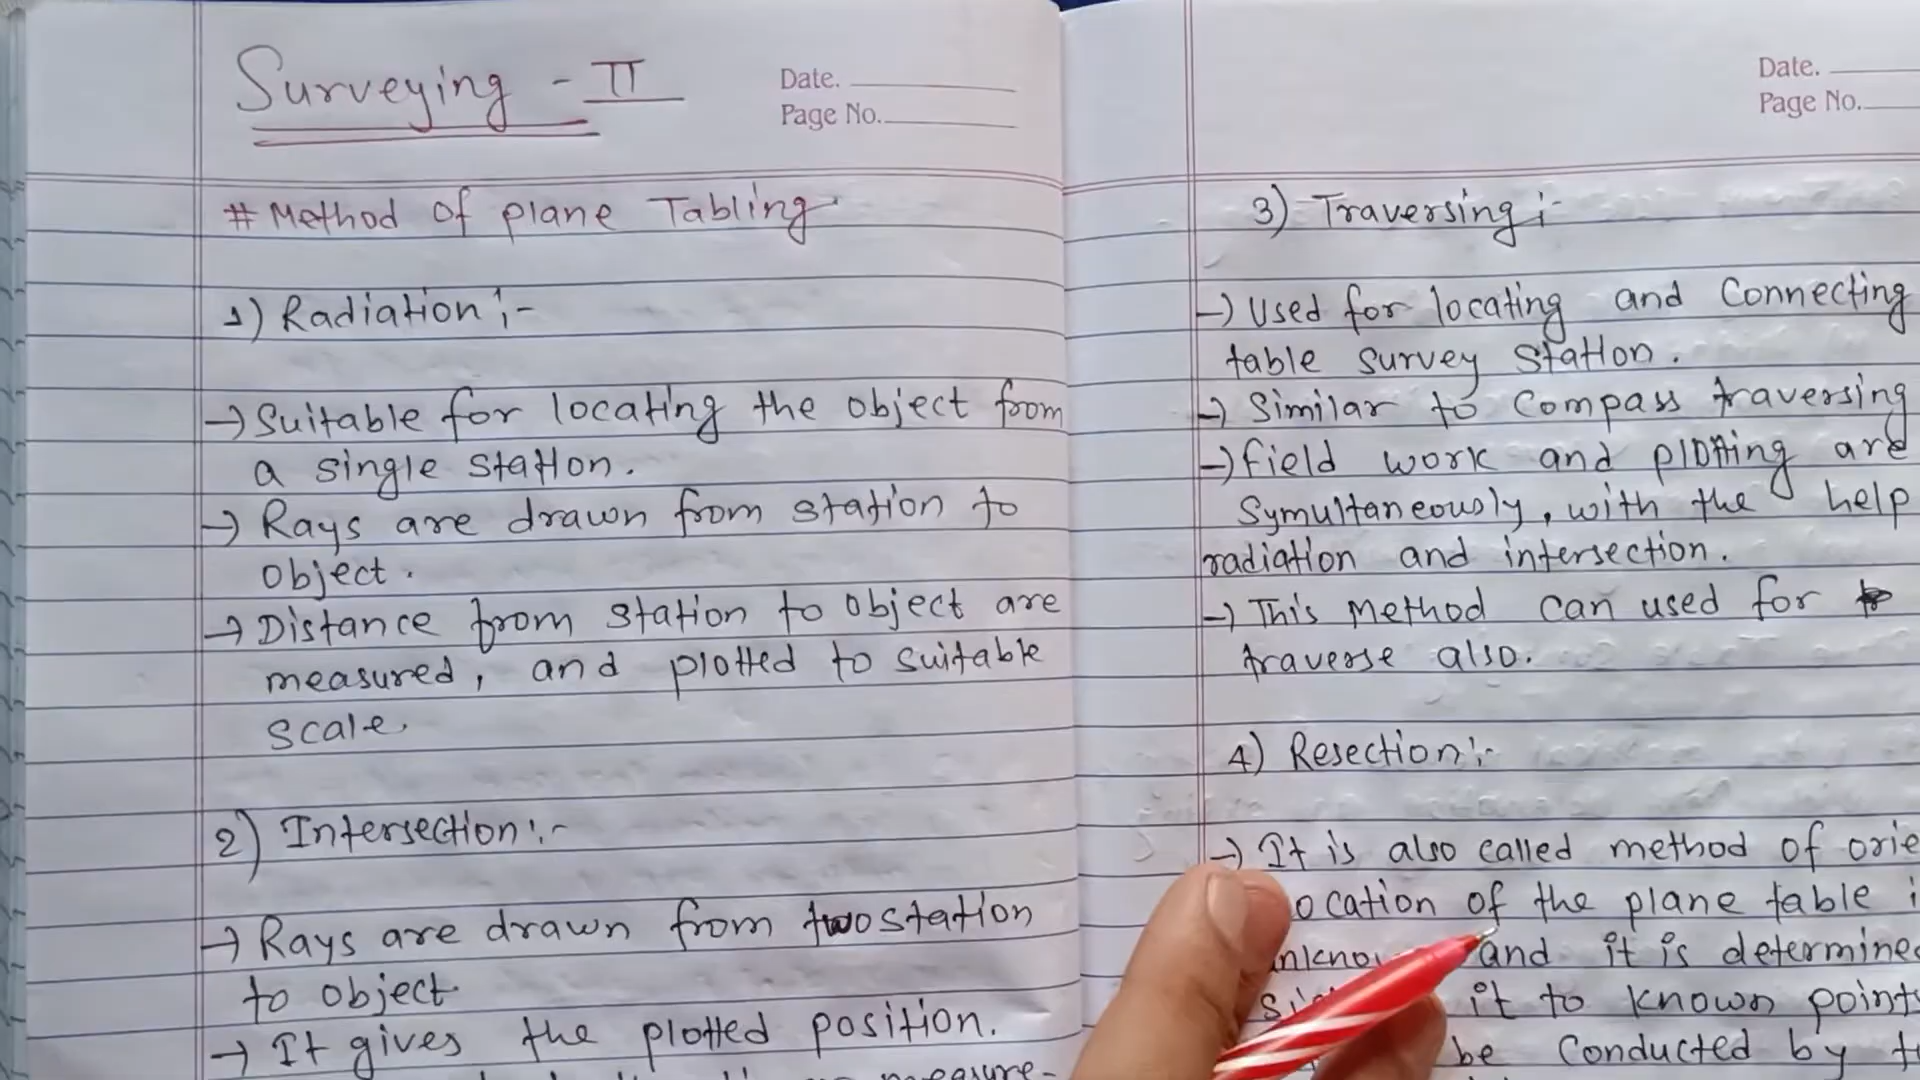 Surveying - II
Date.
Page No.
# Method of plane Tabling
1) Radiation :-
→ Suitable for locating the object from
a single station.
→ Rays are drawn from station to
object.
→ Distance from station to object are
measured, and plotted to suitable
scale.
2) Intersection :-
→ Rays are drawn from two station
to object.
→ It gives the plotted position.
measure-
Date.
Page No.
3) Traversing :-
→ Used for locating and Connecting
table survey station.
→ Similar to Compass traversing
→ field work and plotting are
Symultaneously, with the help
radiation and intersection.
→ This Method can used for
traverse also.
4) Resection :-
→ It is also called method of orie
ocation of the plane table i
and it is determined
it to known points
be Conducted by